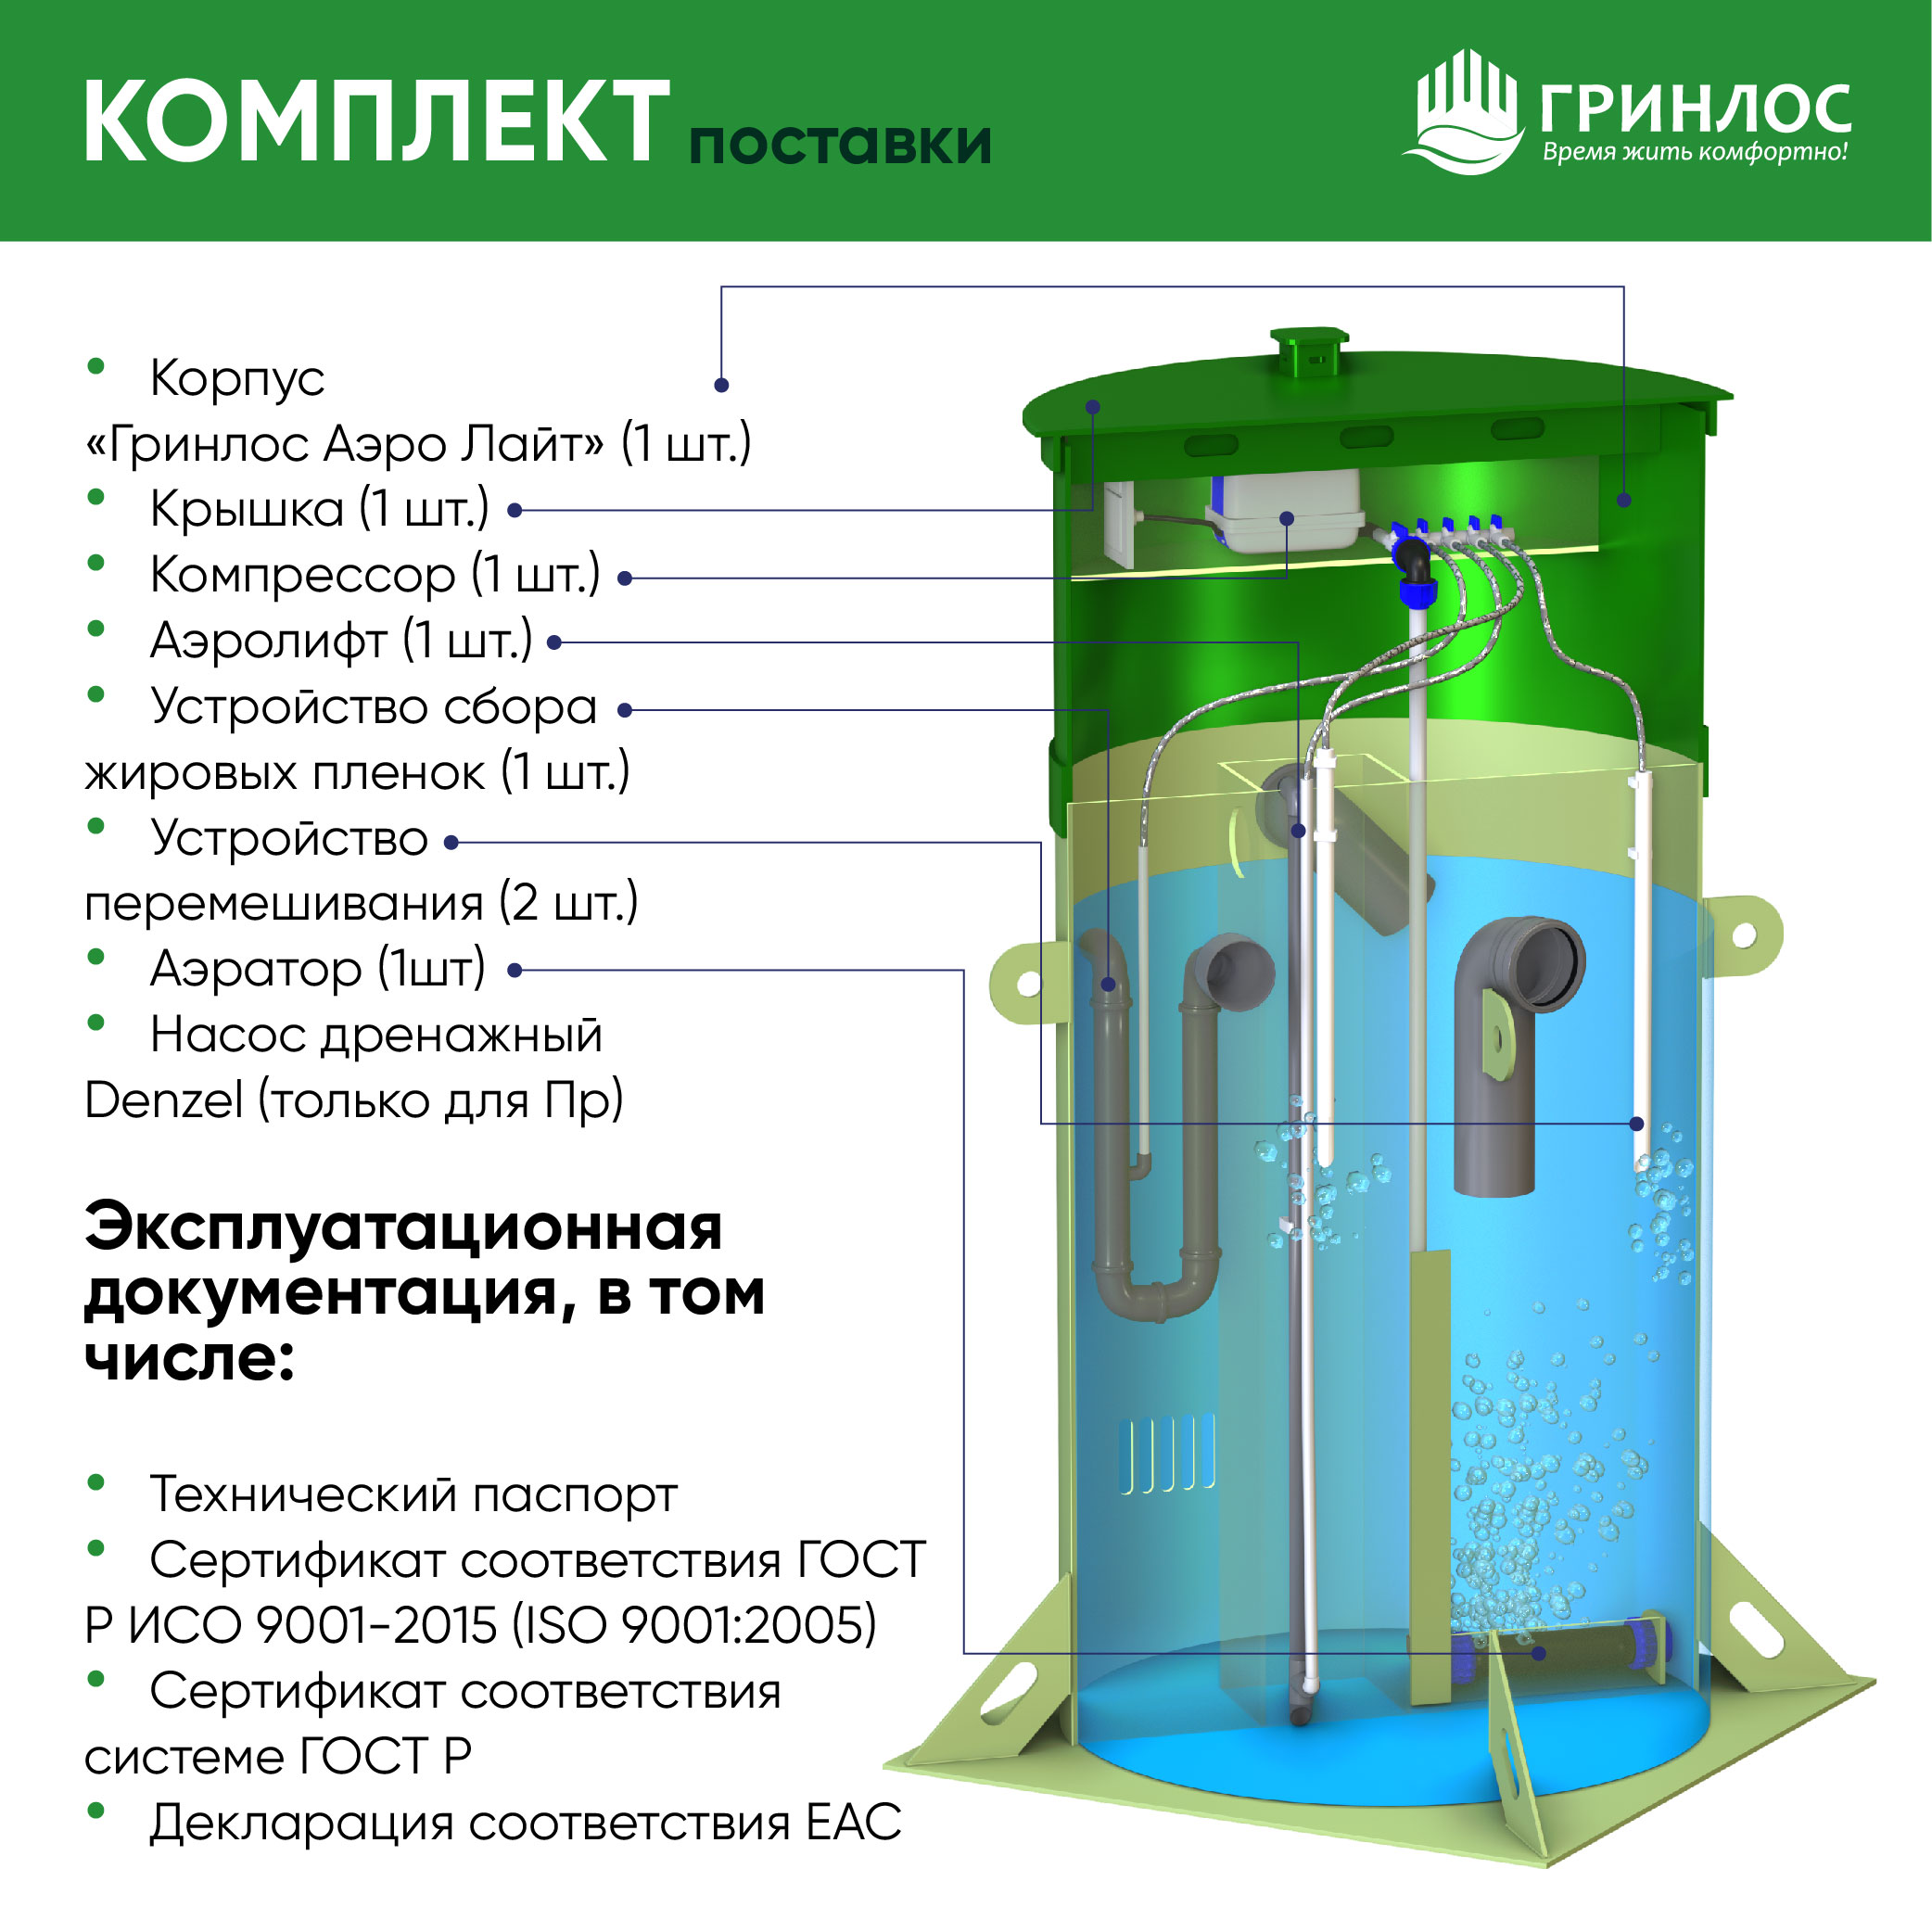 КОМПЛЕКТ поставки
ГРИНЛОС
Время жить комфортно!
• Корпус
«Гринлос Аэро Лайт» (1 шт.)
• Крышка (1 шт.)
• Компрессор (1 шт.)
• Аэролифт (1 шт.)
• Устройство сбора
жировых пленок (1 шт.)
• Устройство
перемешивания (2 шт.)
• Аэратор (1шт)
• Насос дренажный
Denzel (только для Пр)
Эксплуатационная
документация, в том
числе:
• Технический паспорт
• Сертификат соответствия ГОСТ
Р ИСО 9001-2015 (ISO 9001:2005)
• Сертификат соответствия
системе ГОСТ Р
• Декларация соответствия ЕАС